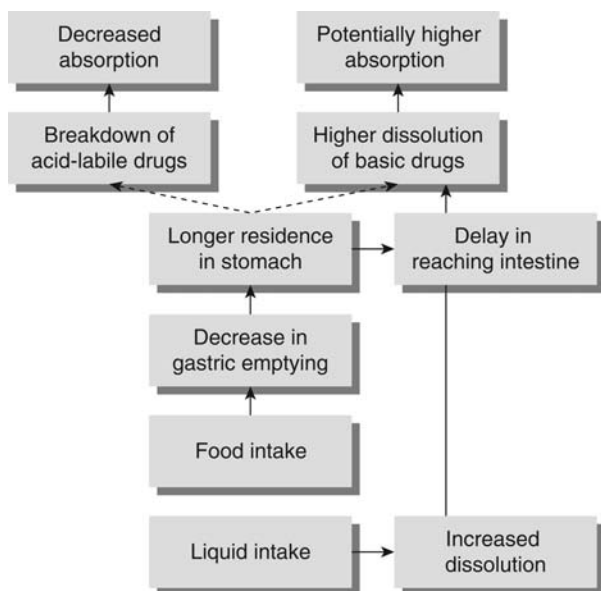 Decreased
absorption
Potentially higher
absorption
Breakdown of
acid-labile drugs
Higher dissolution
of basic drugs
Longer residence
in stomach
Delay in
reaching intestine
Decrease in
gastric emptying
Food intake
Liquid intake
Increased
dissolution